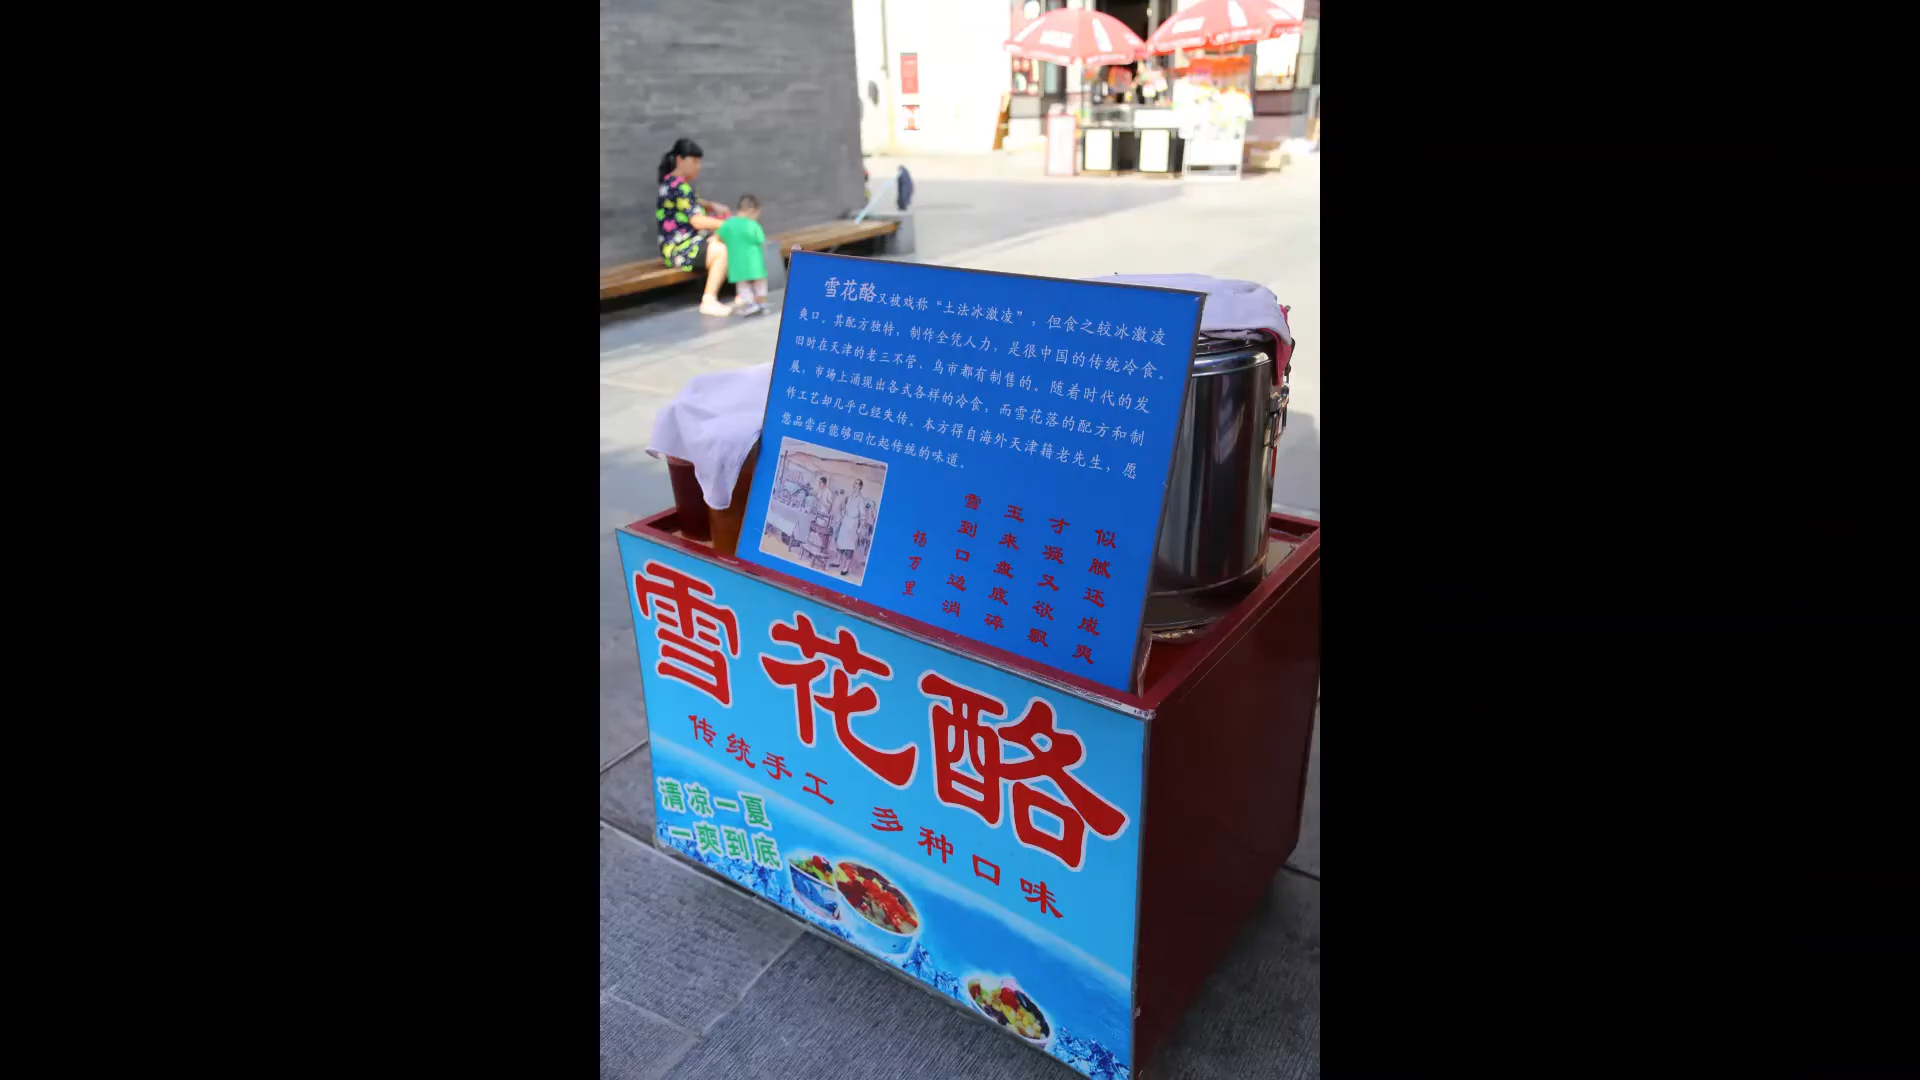 雪花酪又被戏称“土法冰激凌”，但食之较冰激凌
爽口。其配方独特，制作全凭人力，是很中国的传统冷食。
旧时在天津的老三不管、鸟市都有制售的。随着时代的发
展，市场上涌现出各式各样的冷食，而雪花落的配方和制
作工艺却几乎已经失传。本方得自海外天津籍老先生，愿
您品尝后能够回忆起传统的味道。
似腻还成爽
才凝又欲飘
玉来盘底碎
雪到口边消
杨万里
雪花酪
传统手工 多种口味
清凉一夏
一爽到底